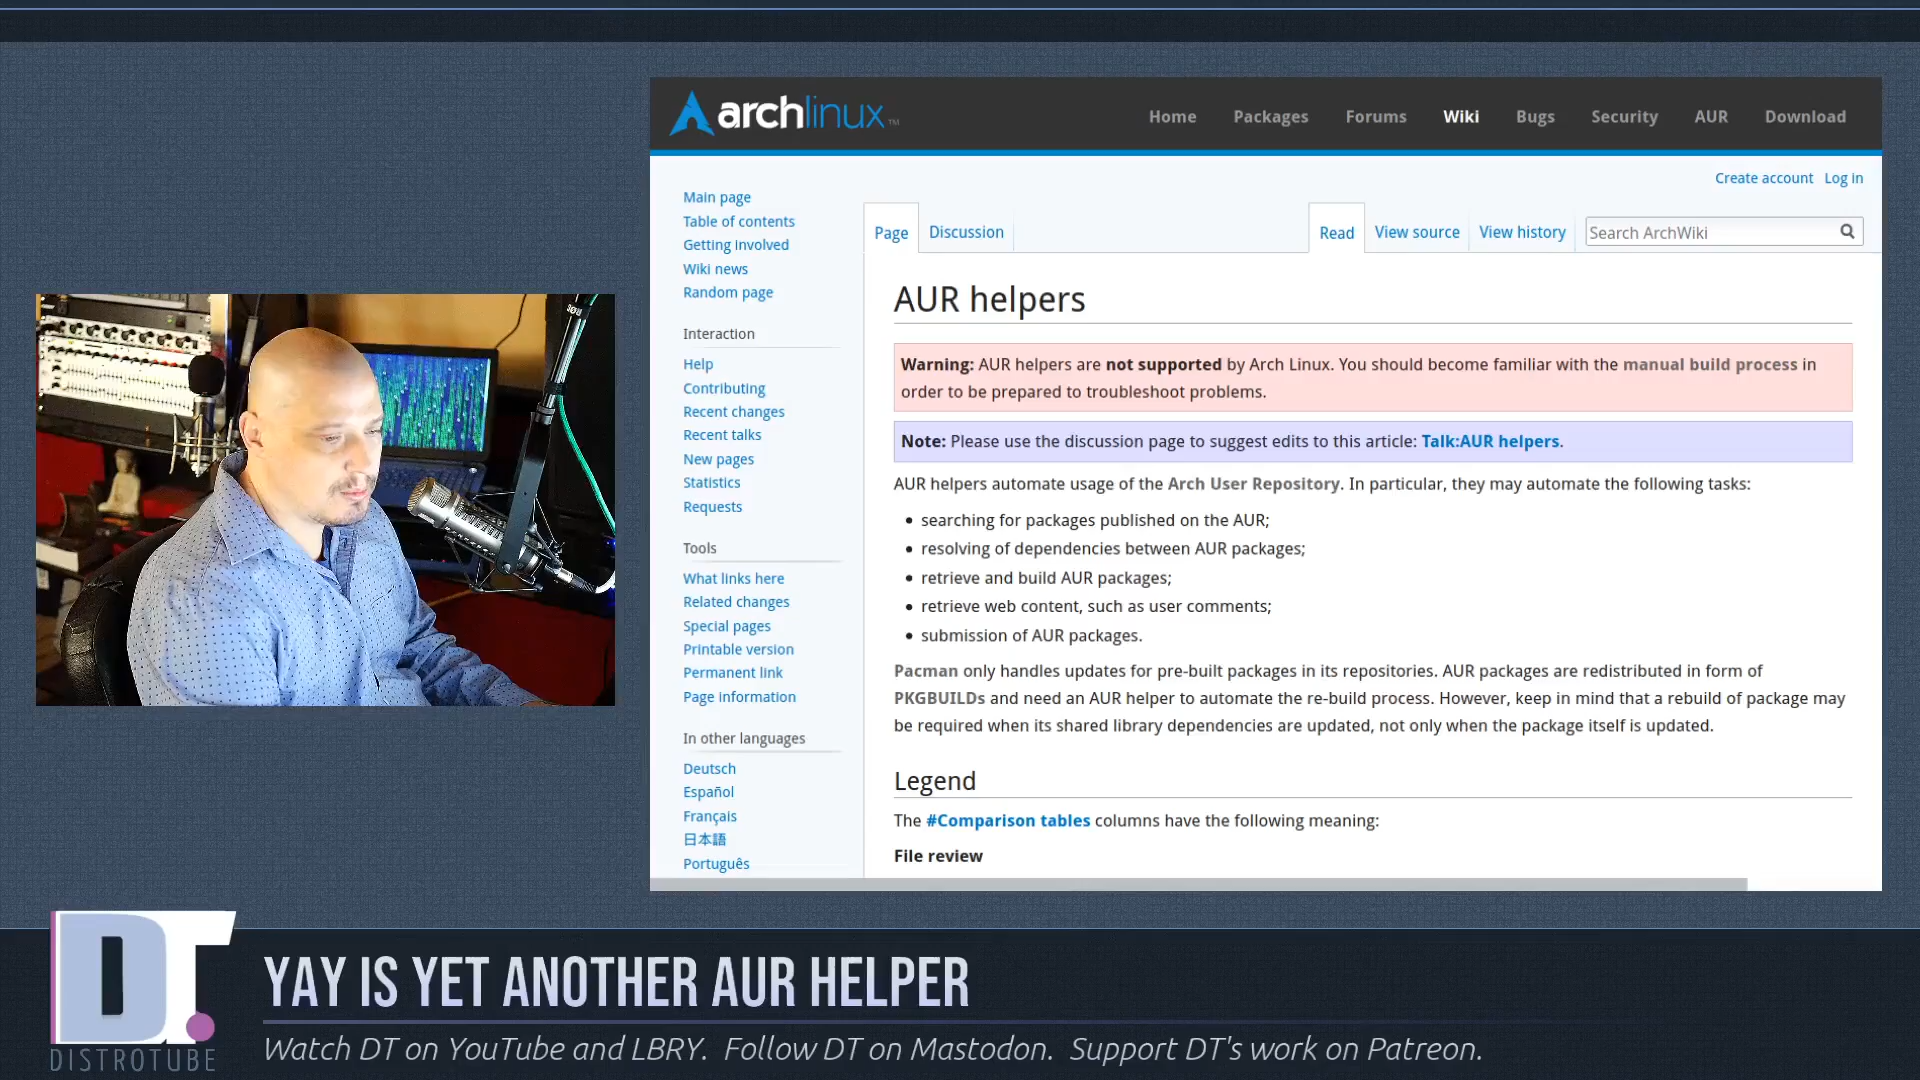 archlinux™
Home Packages Forums Wiki Bugs Security AUR Download
Create account Log in
Main page
Table of contents
Getting involved
Wiki news
Random page
Interaction
Help
Contributing
Recent changes
Recent talks
New pages
Statistics
Requests
Tools
What links here
Related changes
Special pages
Printable version
Permanent link
Page information
In other languages
Deutsch
Español
Français
日本語
Português
Page Discussion Read View source View history Search ArchWiki
AUR helpers
Warning: AUR helpers are not supported by Arch Linux. You should become familiar with the manual build process in
order to be prepared to troubleshoot problems.
Note: Please use the discussion page to suggest edits to this article: Talk:AUR helpers.
AUR helpers automate usage of the Arch User Repository. In particular, they may automate the following tasks:
• searching for packages published on the AUR;
• resolving of dependencies between AUR packages;
• retrieve and build AUR packages;
• retrieve web content, such as user comments;
• submission of AUR packages.
Pacman only handles updates for pre-built packages in its repositories. AUR packages are redistributed in form of
PKGBUILDs and need an AUR helper to automate the re-build process. However, keep in mind that a rebuild of package may
be required when its shared library dependencies are updated, not only when the package itself is updated.
Legend
The #Comparison tables columns have the following meaning:
File review
DT.
DISTROTUBE
YAY IS YET ANOTHER AUR HELPER
Watch DT on YouTube and LBRY. Follow DT on Mastodon. Support DT's work on Patreon.